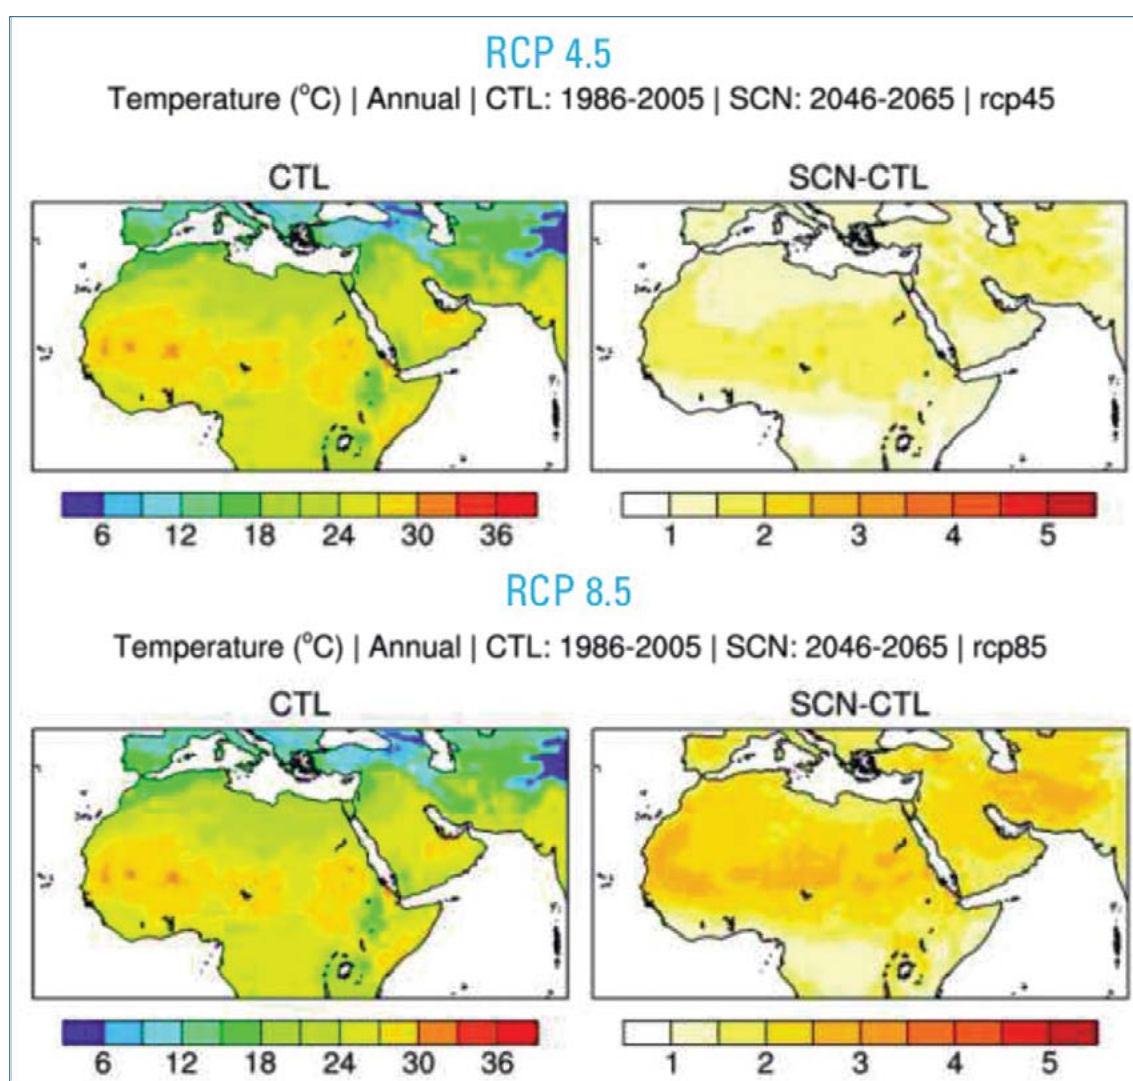 RCP 4.5
Temperature (°C) | Annual | CTL: 1986-2005 | SCN: 2046-2065 | rcp45
CTL SCN-CTL
6 12 18 24 30 36 1 2 3 4 5
RCP 8.5
Temperature (°C) | Annual | CTL: 1986-2005 | SCN: 2046-2065 | rcp85
CTL SCN-CTL
6 12 18 24 30 36 1 2 3 4 5